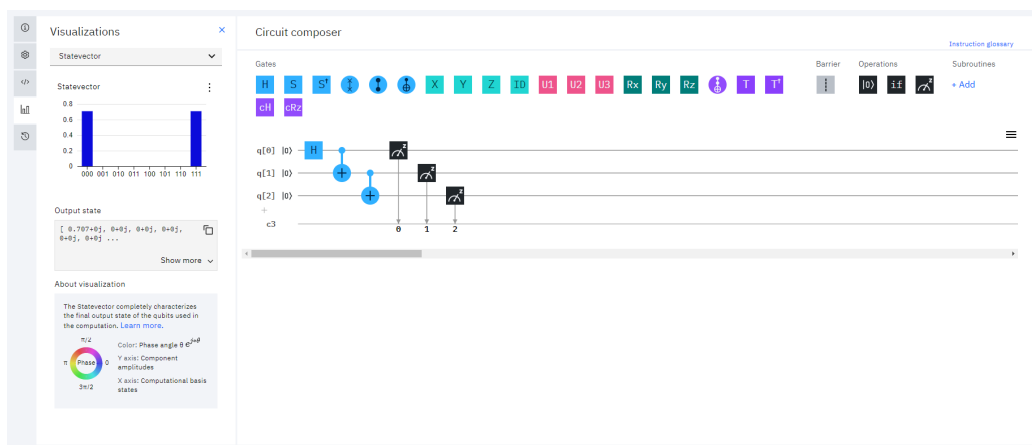 Visualizations ×
Statevector
Statevector
0.8
0.6
0.4
0.2
0
000 001 010 011 100 101 110 111
Output state
[ 0.707+0j, 0+0j, 0+0j, 0+0j,
0+0j, 0+0j ...
Show more
About visualization
The Statevector completely characterizes
the final output state of the qubits used in
the computation. Learn more.
π/2
π Phase 0
3π/2
Color: Phase angle θ e^{i*θ}
Y axis: Component
amplitudes
X axis: Computational basis
states
Circuit composer
Instruction glossary
Gates
H S S† X Y Z ID U1 U2 U3 Rx Ry Rz T T†
cH cRz
Barrier
Operations
|0⟩ if z
Subroutines
+ Add
q[0] |0⟩ H z
q[1] |0⟩ + z
q[2] |0⟩ + z
+
c3
0 1 2